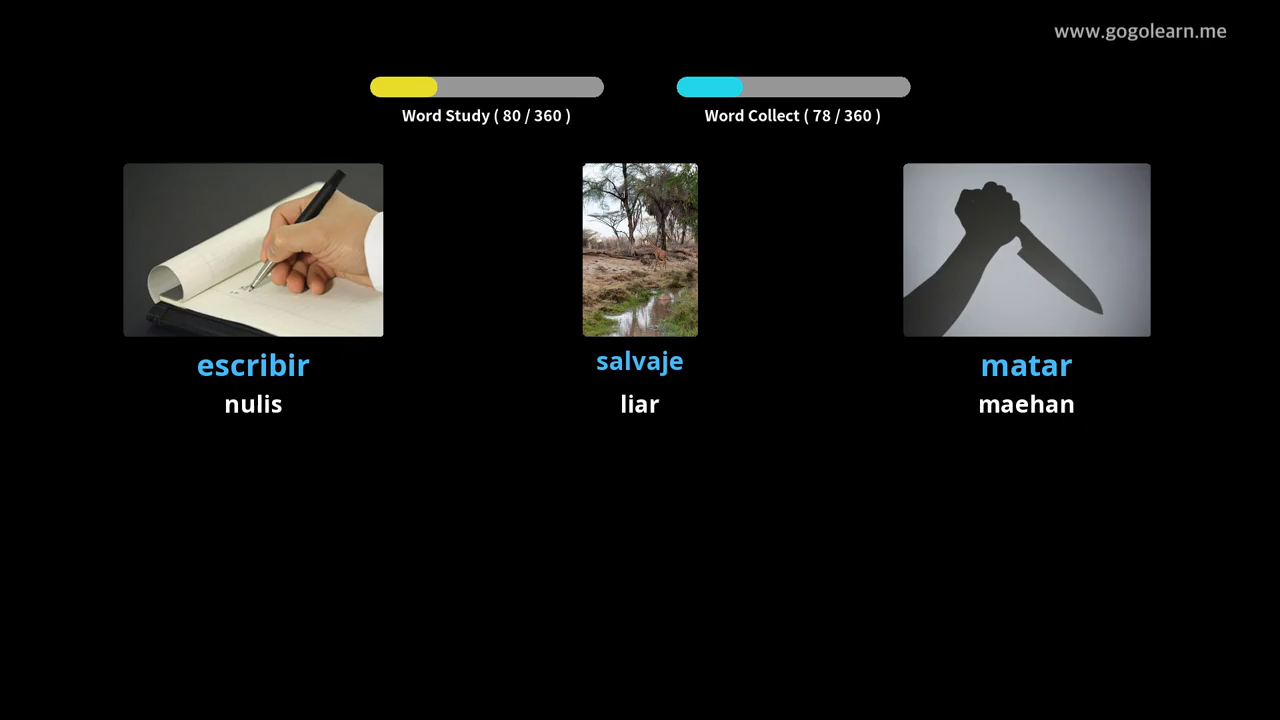 www.gogolearn.me
Word Study ( 80 / 360 )
Word Collect ( 78 / 360 )
escribir
nulis
salvaje
liar
matar
maehan